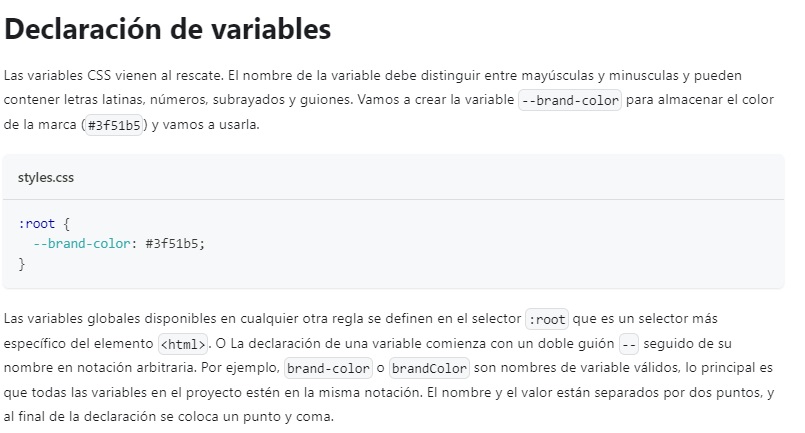 Declaración de variables
Las variables CSS vienen al rescate. El nombre de la variable debe distinguir entre mayúsculas y minusculas y pueden
contener letras latinas, números, subrayados y guiones. Vamos a crear la variable --brand-color para almacenar el color
de la marca (#3f51b5) y vamos a usarla.
styles.css
:root {
  --brand-color: #3f51b5;
}
Las variables globales disponibles en cualquier otra regla se definen en el selector :root que es un selector más
específico del elemento <html>. O La declaración de una variable comienza con un doble guión -- seguido de su
nombre en notación arbitraria. Por ejemplo, brand-color o brandColor son nombres de variable válidos, lo principal es
que todas las variables en el proyecto estén en la misma notación. El nombre y el valor están separados por dos puntos, y
al final de la declaración se coloca un punto y coma.